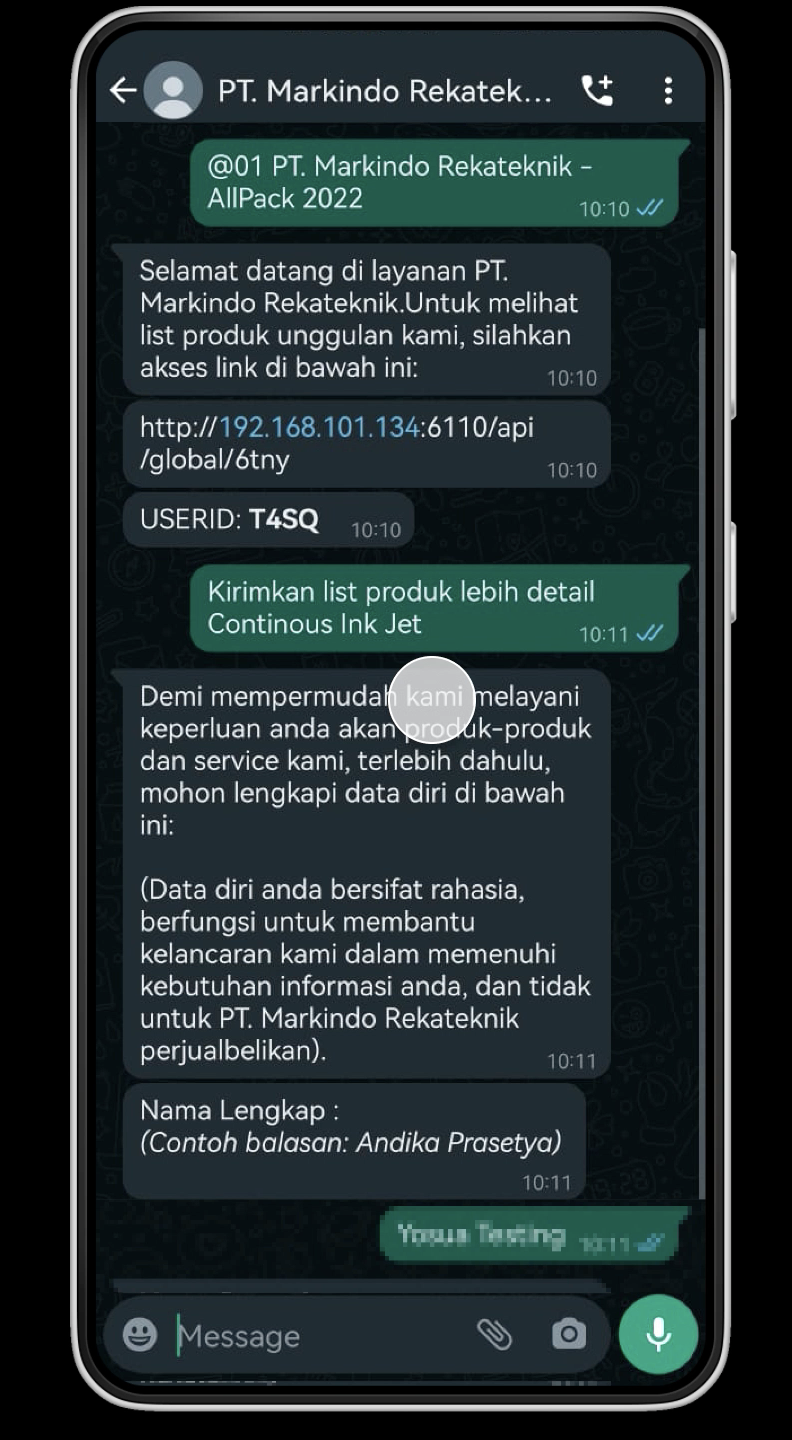 PT. Markindo Rekatek...
@01 PT. Markindo Rekateknik -
AllPack 2022
10:10
Selamat datang di layanan PT.
Markindo Rekateknik.Untuk melihat
list produk unggulan kami, silahkan
akses link di bawah ini:
10:10
http://192.168.101.134:6110/api
/global/6tny
10:10
USERID: T4SQ
10:10
Kirimkan list produk lebih detail
Continous Ink Jet
10:11
Demi mempermudah kami melayani
keperluan anda akan produk-produk
dan service kami, terlebih dahulu,
mohon lengkapi data diri di bawah
ini:
(Data diri anda bersifat rahasia,
berfungsi untuk membantu
kelancaran kami dalam memenuhi
kebutuhan informasi anda, dan tidak
untuk PT. Markindo Rekateknik
perjualbelikan).
10:11
Nama Lengkap :
(Contoh balasan: Andika Prasetya)
10:11
Yosua Testing
10:11
Message